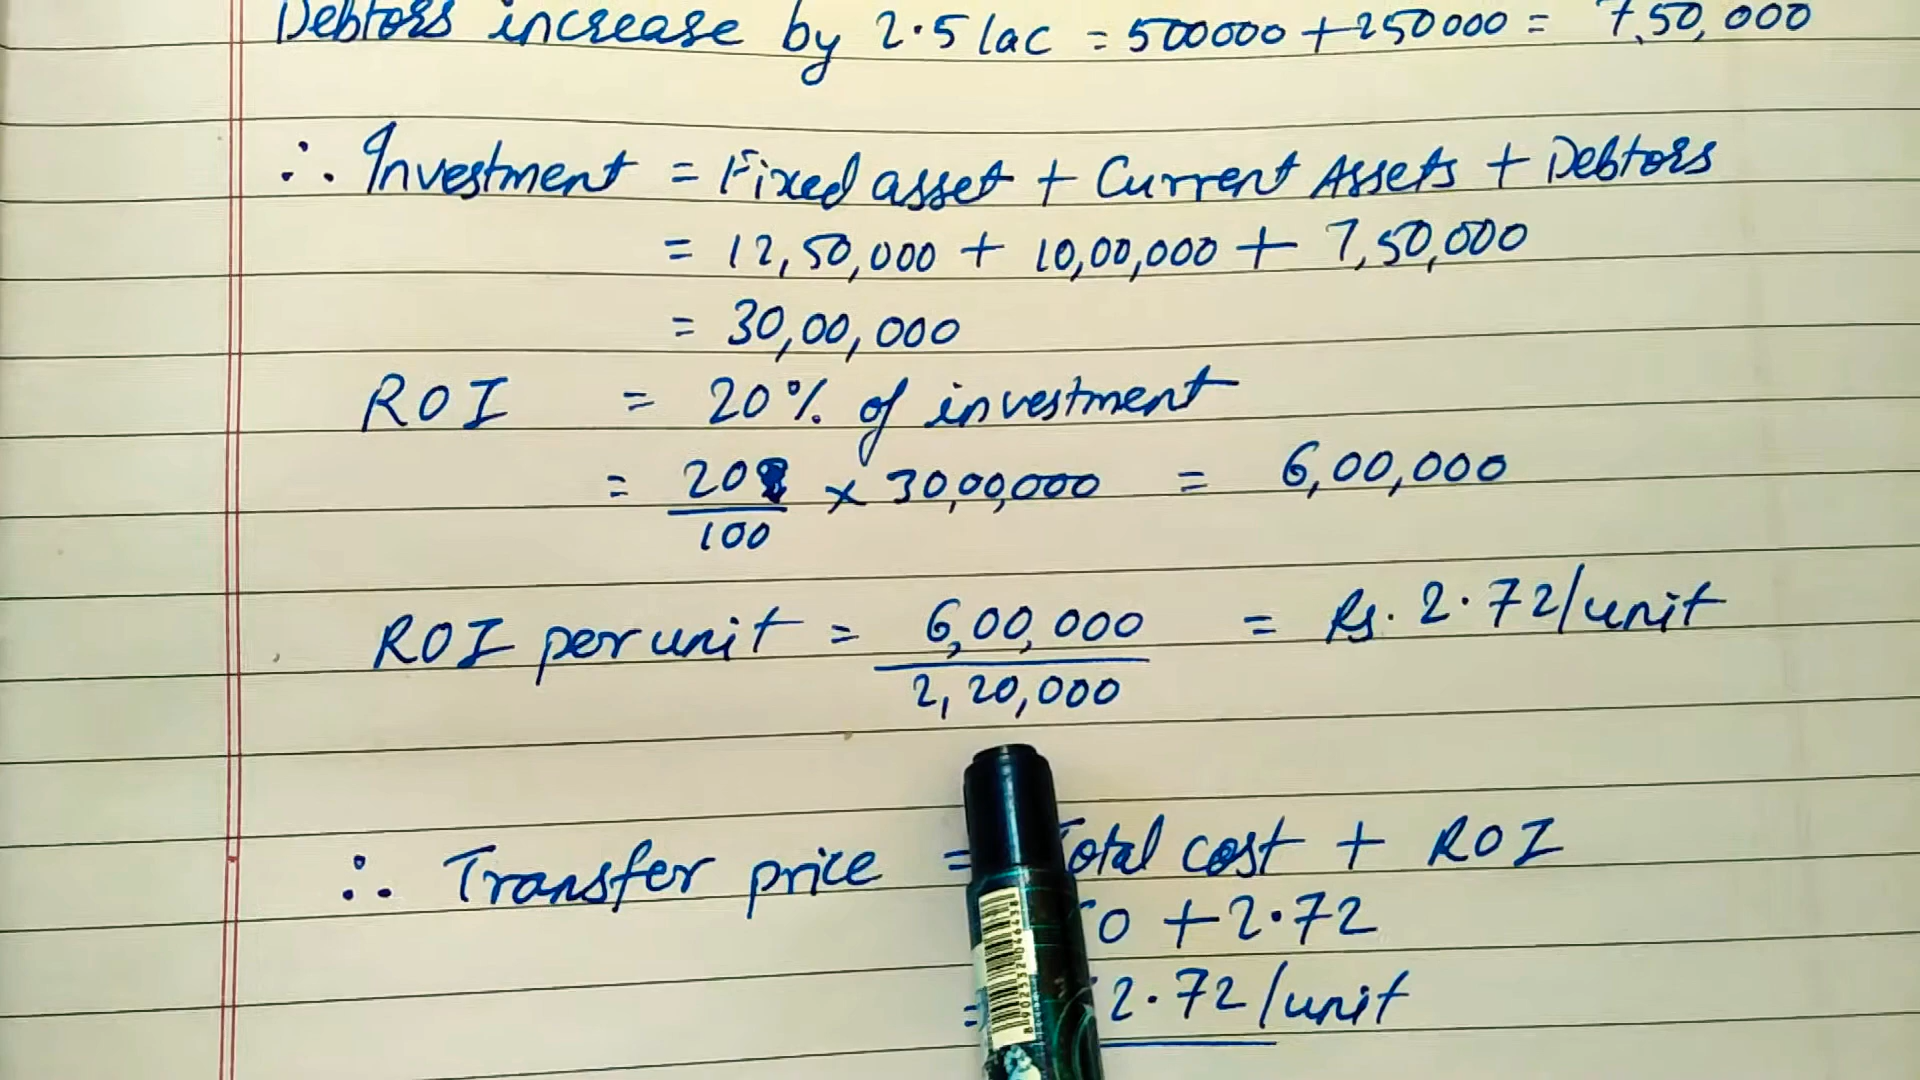 Debtors increase by 2.5 lac = 500000 + 250000 = 7,50,000
∴ Investment = Fixed asset + Current Assets + Debtors
= 12,50,000 + 10,00,000 + 7,50,000
= 30,00,000
ROI = 20% of investment
= 20/100 × 30,00,000 = 6,00,000
ROI per unit = 6,00,000/2,20,000 = Rs. 2.72/unit
∴ Transfer price = Total cost + ROI
0 + 2.72
= 2.72/unit